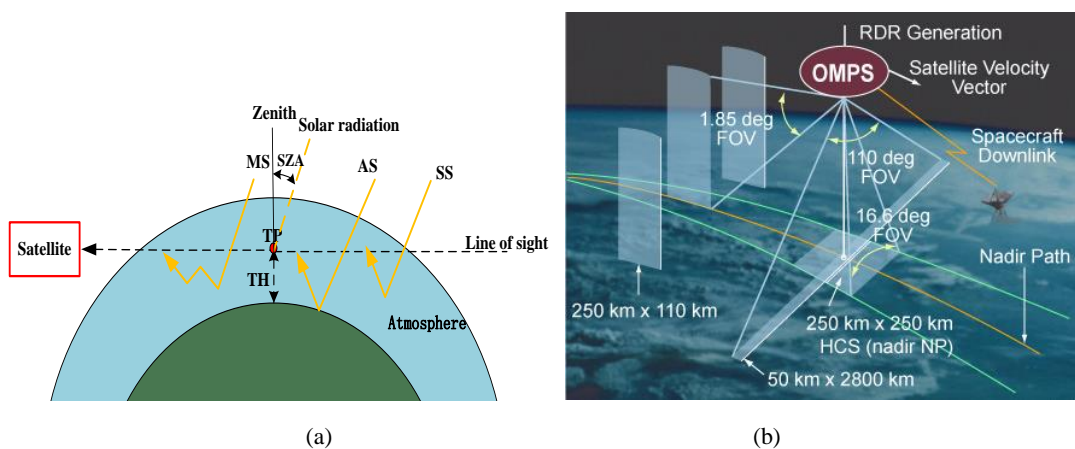 Zenith
Solar radiation
MS
SZA
AS
SS
Satellite
TP
Line of sight
TH
Atmosphere
(a)
RDR Generation
OMPS
Satellite Velocity
Vector
1.85 deg
FOV
110 deg
FOV
Spacecraft
Downlink
16.6 deg
FOV
Nadir Path
250 km x 110 km
250 km x 250 km
HCS (nadir NP)
50 km x 2800 km
(b)